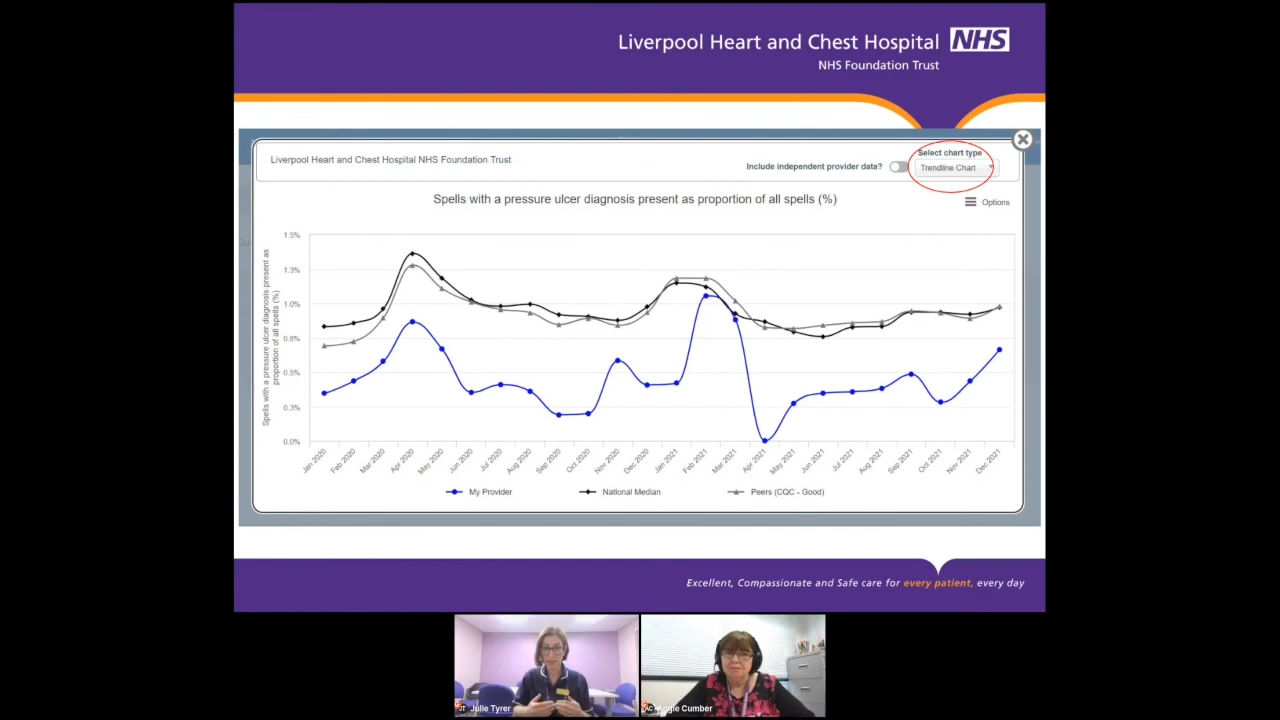 Liverpool Heart and Chest Hospital NHS
NHS Foundation Trust
Liverpool Heart and Chest Hospital NHS Foundation Trust
Include independent provider data?
Select chart type
Trendline Chart
Spells with a pressure ulcer diagnosis present as proportion of all spells (%)
Options
Spells with a pressure ulcer diagnosis present as
proportion of all spells (%)
1.5%
1.3%
1.0%
0.8%
0.5%
0.3%
0.0%
Jan 2020
Feb 2020
Mar 2020
Apr 2020
May 2020
Jun 2020
Jul 2020
Aug 2020
Sep 2020
Oct 2020
Nov 2020
Dec 2020
Jan 2021
Feb 2021
Mar 2021
Apr 2021
May 2021
Jun 2021
Jul 2021
Aug 2021
Sep 2021
Oct 2021
Nov 2021
Dec 2021
My Provider
National Median
Peers (CQC - Good)
Excellent, Compassionate and Safe care for every patient, every day
JT Julie Tyrer
AC Angie Cumber